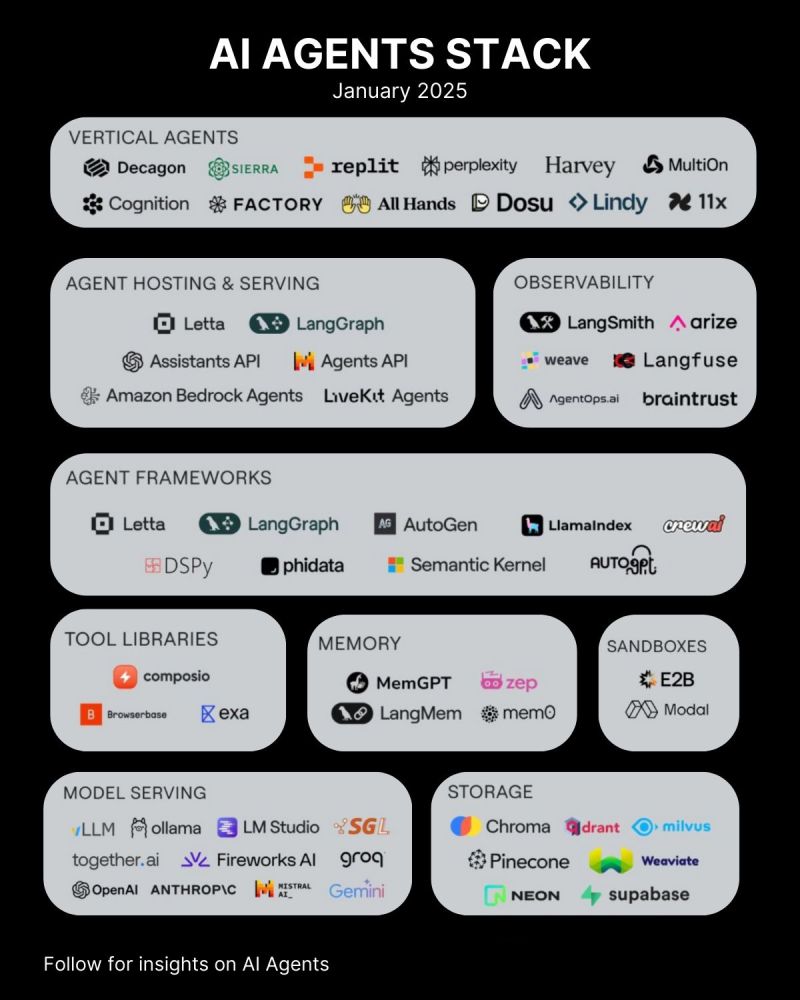 AI AGENTS STACK
January 2025
VERTICAL AGENTS
Decagon SIERRA replit perplexity Harvey MultiOn
Cognition FACTORY All Hands Dosu Lindy 11x
AGENT HOSTING & SERVING
Letta LangGraph
Assistants API Agents API
Amazon Bedrock Agents LiveKit Agents
OBSERVABILITY
LangSmith arize
weave Langfuse
AgentOps.ai braintrust
AGENT FRAMEWORKS
Letta LangGraph AG AutoGen LlamaIndex crewai
DSPy phidata Semantic Kernel AUTOgpt
TOOL LIBRARIES
composio
B Browserbase exa
MEMORY
MemGPT zep
LangMem mem0
SANDBOXES
E2B
Modal
MODEL SERVING
vLLM ollama LM Studio SGL
together.ai Fireworks AI groq
OpenAI ANTHROP\C MISTRAL AI_ Gemini
STORAGE
Chroma qdrant milvus
Pinecone Weaviate
NEON supabase
Follow for insights on AI Agents